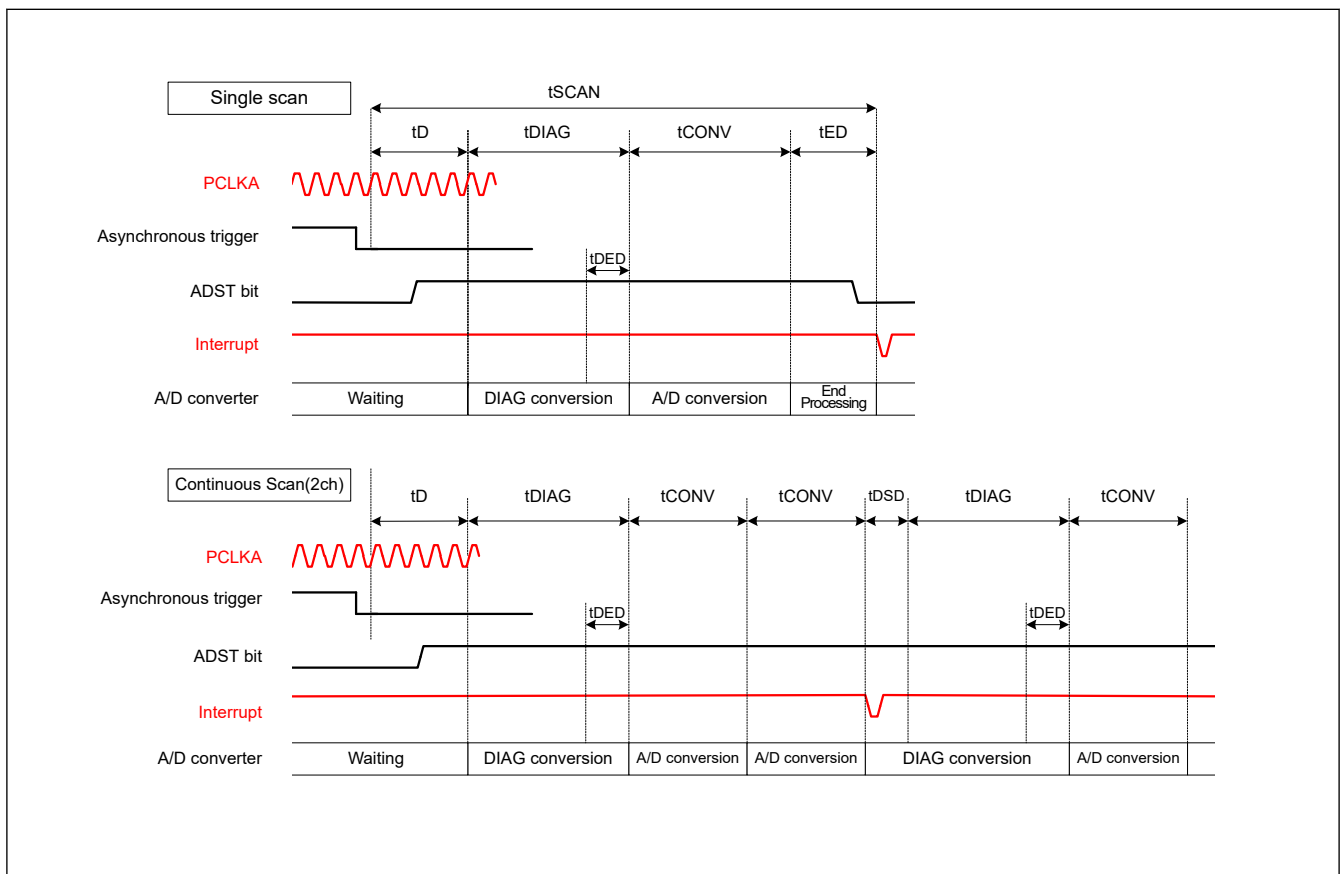 Single scan
tSCAN
tD
tDIAG
tCONV
tED
PCLKA
Asynchronous trigger
tDED
ADST bit
Interrupt
A/D converter
Waiting
DIAG conversion
A/D conversion
End
Processing
Continuous Scan(2ch)
tD
tDIAG
tCONV
tCONV
tDSD
tDIAG
tCONV
PCLKA
Asynchronous trigger
tDED
tDED
ADST bit
Interrupt
A/D converter
Waiting
DIAG conversion
A/D conversion
A/D conversion
DIAG conversion
A/D conversion